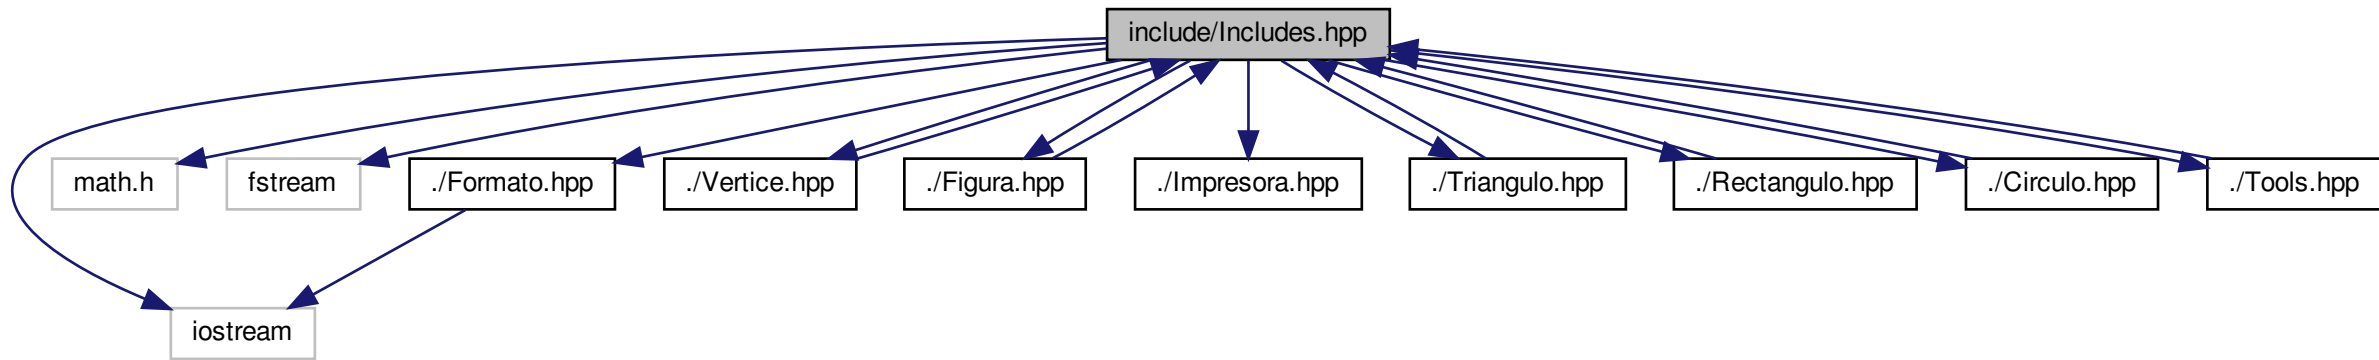 include/Includes.hpp
math.h
fstream
./Formato.hpp
./Vertice.hpp
./Figura.hpp
./Impresora.hpp
./Triangulo.hpp
./Rectangulo.hpp
./Circulo.hpp
./Tools.hpp
iostream